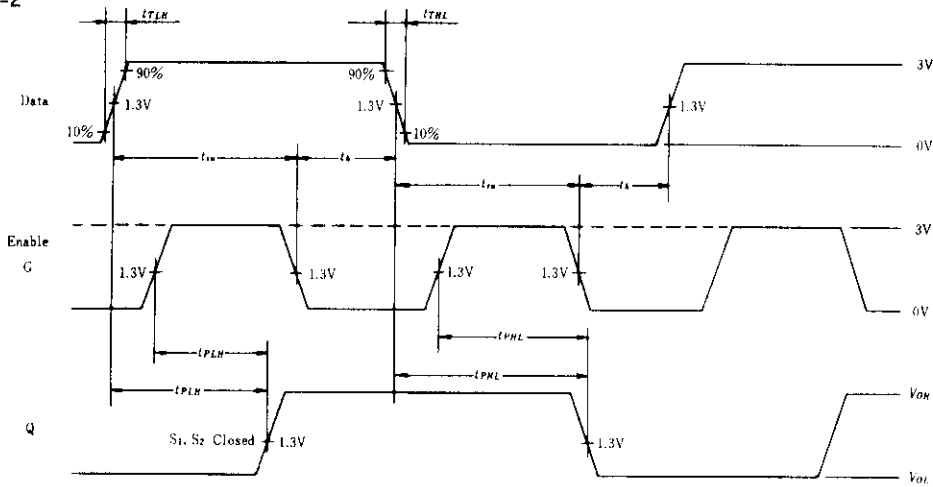 -2
tTLH
tTHL
90%
90%
3V
Data
1.3V
1.3V
1.3V
10%
10%
0V
tsu
th
tsu
th
Enable
G
3V
1.3V
1.3V
1.3V
1.3V
0V
tPLH
tPHL
tPLH
tPHL
VOH
Q
S1, S2 Closed
1.3V
1.3V
VOL